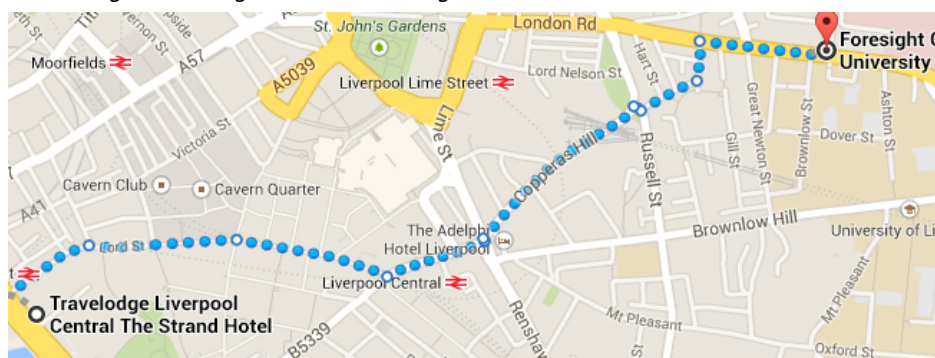 St. John's Gardens
London Rd
Foresight C
University
Moorfields
A57
Hart St
Lord Nelson St
A5039
Liverpool Lime Street
Ashton St
Great Newton St
Brownlow St
Victoria St
Lime St
Gill St
Dover St
Russell St
Copperas Hill
Cavern Club
Cavern Quarter
A41
The Adelphi
Hotel Liverpool
Brownlow Hill
University of Li
Lord St
Liverpool Central
Travelodge Liverpool
Central The Strand Hotel
Renshaw
Mt Pleasant
Mt Pleasant
B5339
Oxford St